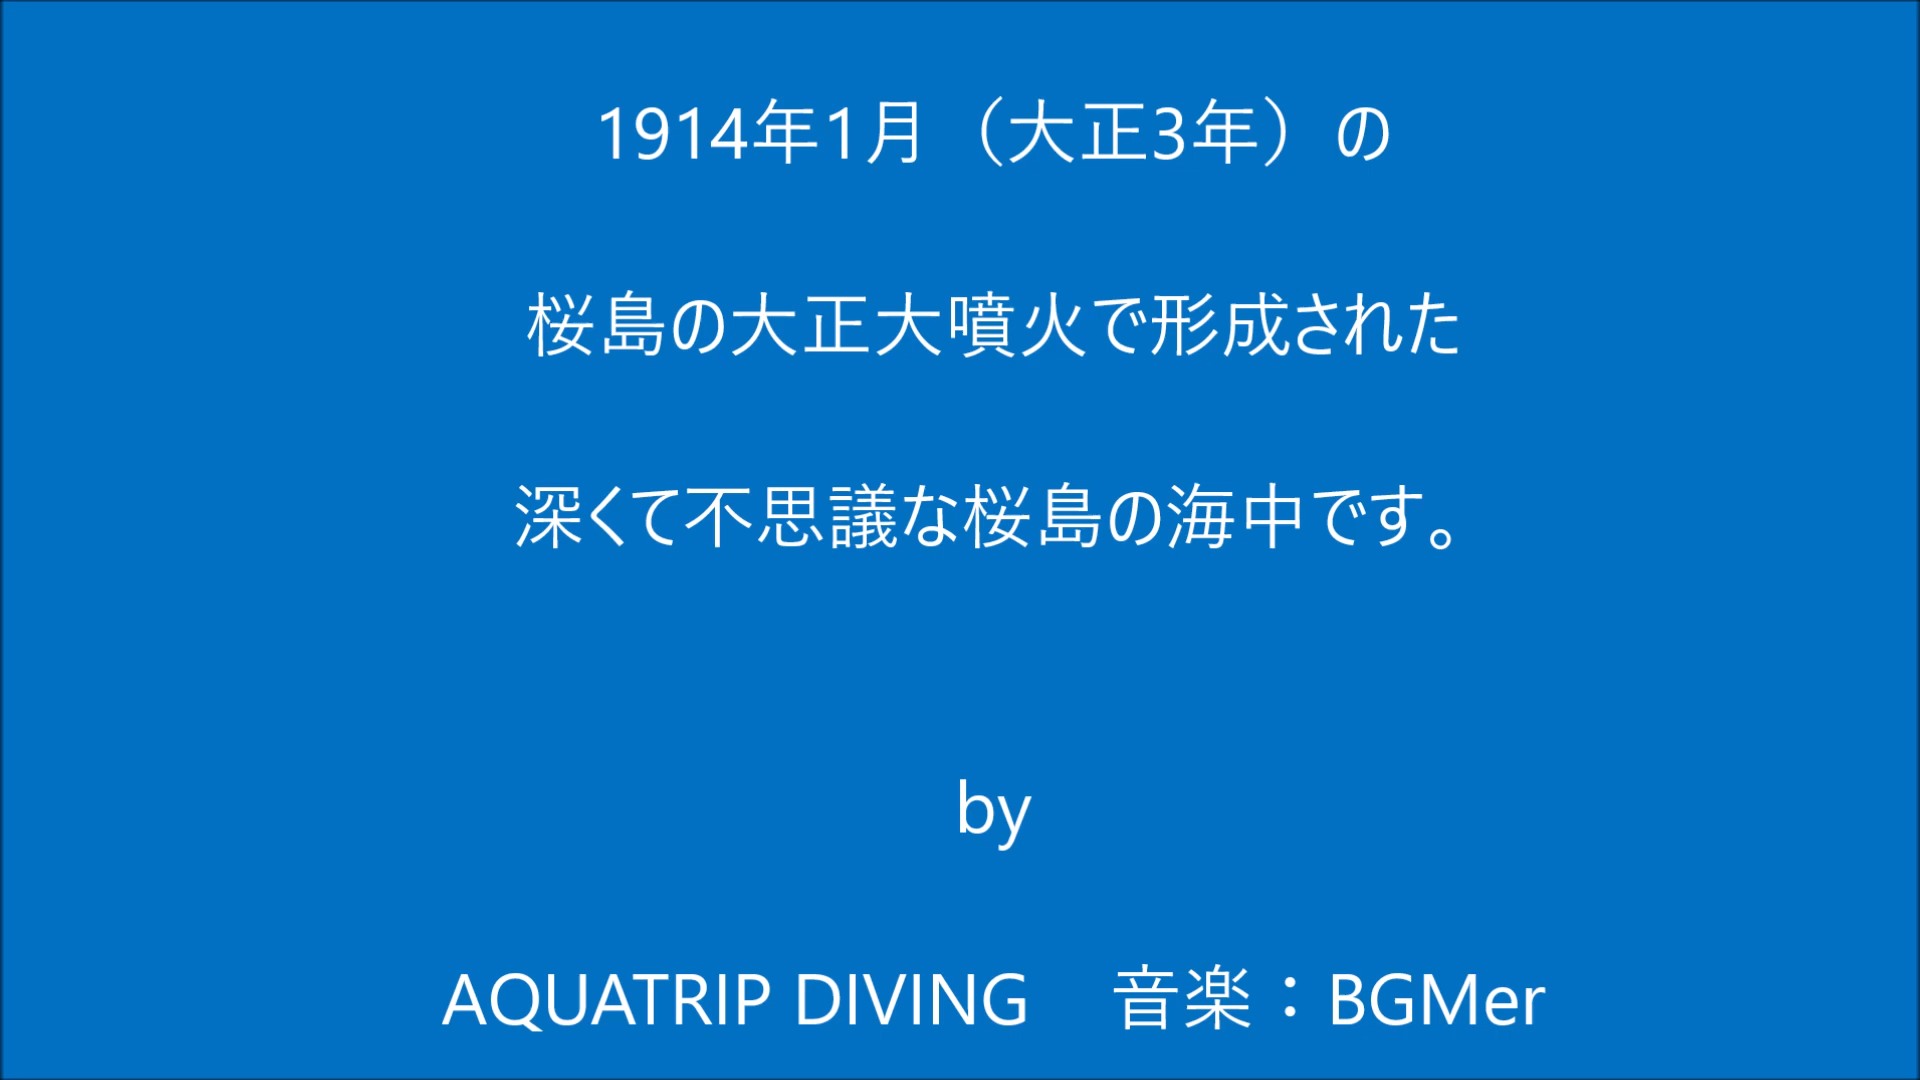 1914年1月（大正3年）の
桜島の大正大噴火で形成された
深くて不思議な桜島の海中です。
by
AQUATRIP DIVING　音楽：BGMer